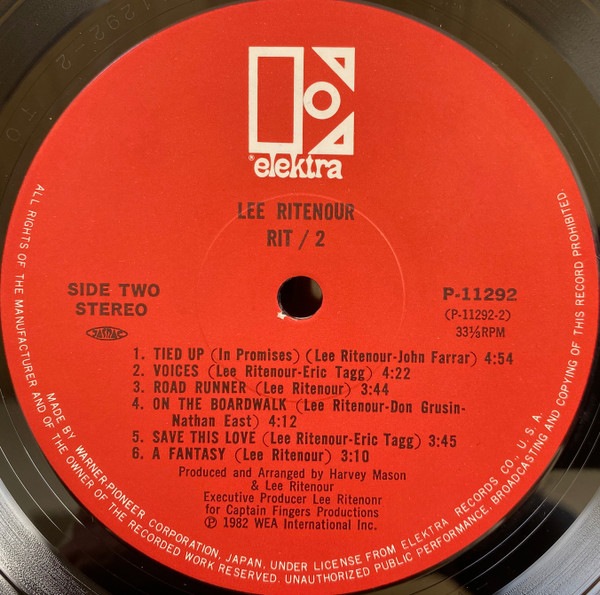 elektra
LEE RITENOUR
RIT / 2
SIDE TWO
STEREO
JASRAC
P-11292
(P-11292-2)
33⅓RPM
1. TIED UP (In Promises) (Lee Ritenour-John Farrar) 4:54
2. VOICES (Lee Ritenour-Eric Tagg) 4:22
3. ROAD RUNNER (Lee Ritenour) 3:44
4. ON THE BOARDWALK (Lee Ritenour-Don Grusin-
Nathan East) 4:12
5. SAVE THIS LOVE (Lee Ritenour-Eric Tagg) 3:45
6. A FANTASY (Lee Ritenour) 3:10
Produced and Arranged by Harvey Mason
& Lee Ritenour
Executive Producer Lee Ritenonr
for Captain Fingers Productions
℗ 1982 WEA International Inc.
ALL RIGHTS OF THE MANUFACTURER AND OF THE OWNER OF THE RECORDED WORK RESERVED. UNAUTHORIZED PUBLIC PERFORMANCE, BROADCASTING AND COPYING OF THIS RECORD PROHIBITED.
MADE BY WARNER-PIONEER CORPORATION, JAPAN, UNDER LICENSE FROM ELEKTRA RECORDS CO., U. S. A.